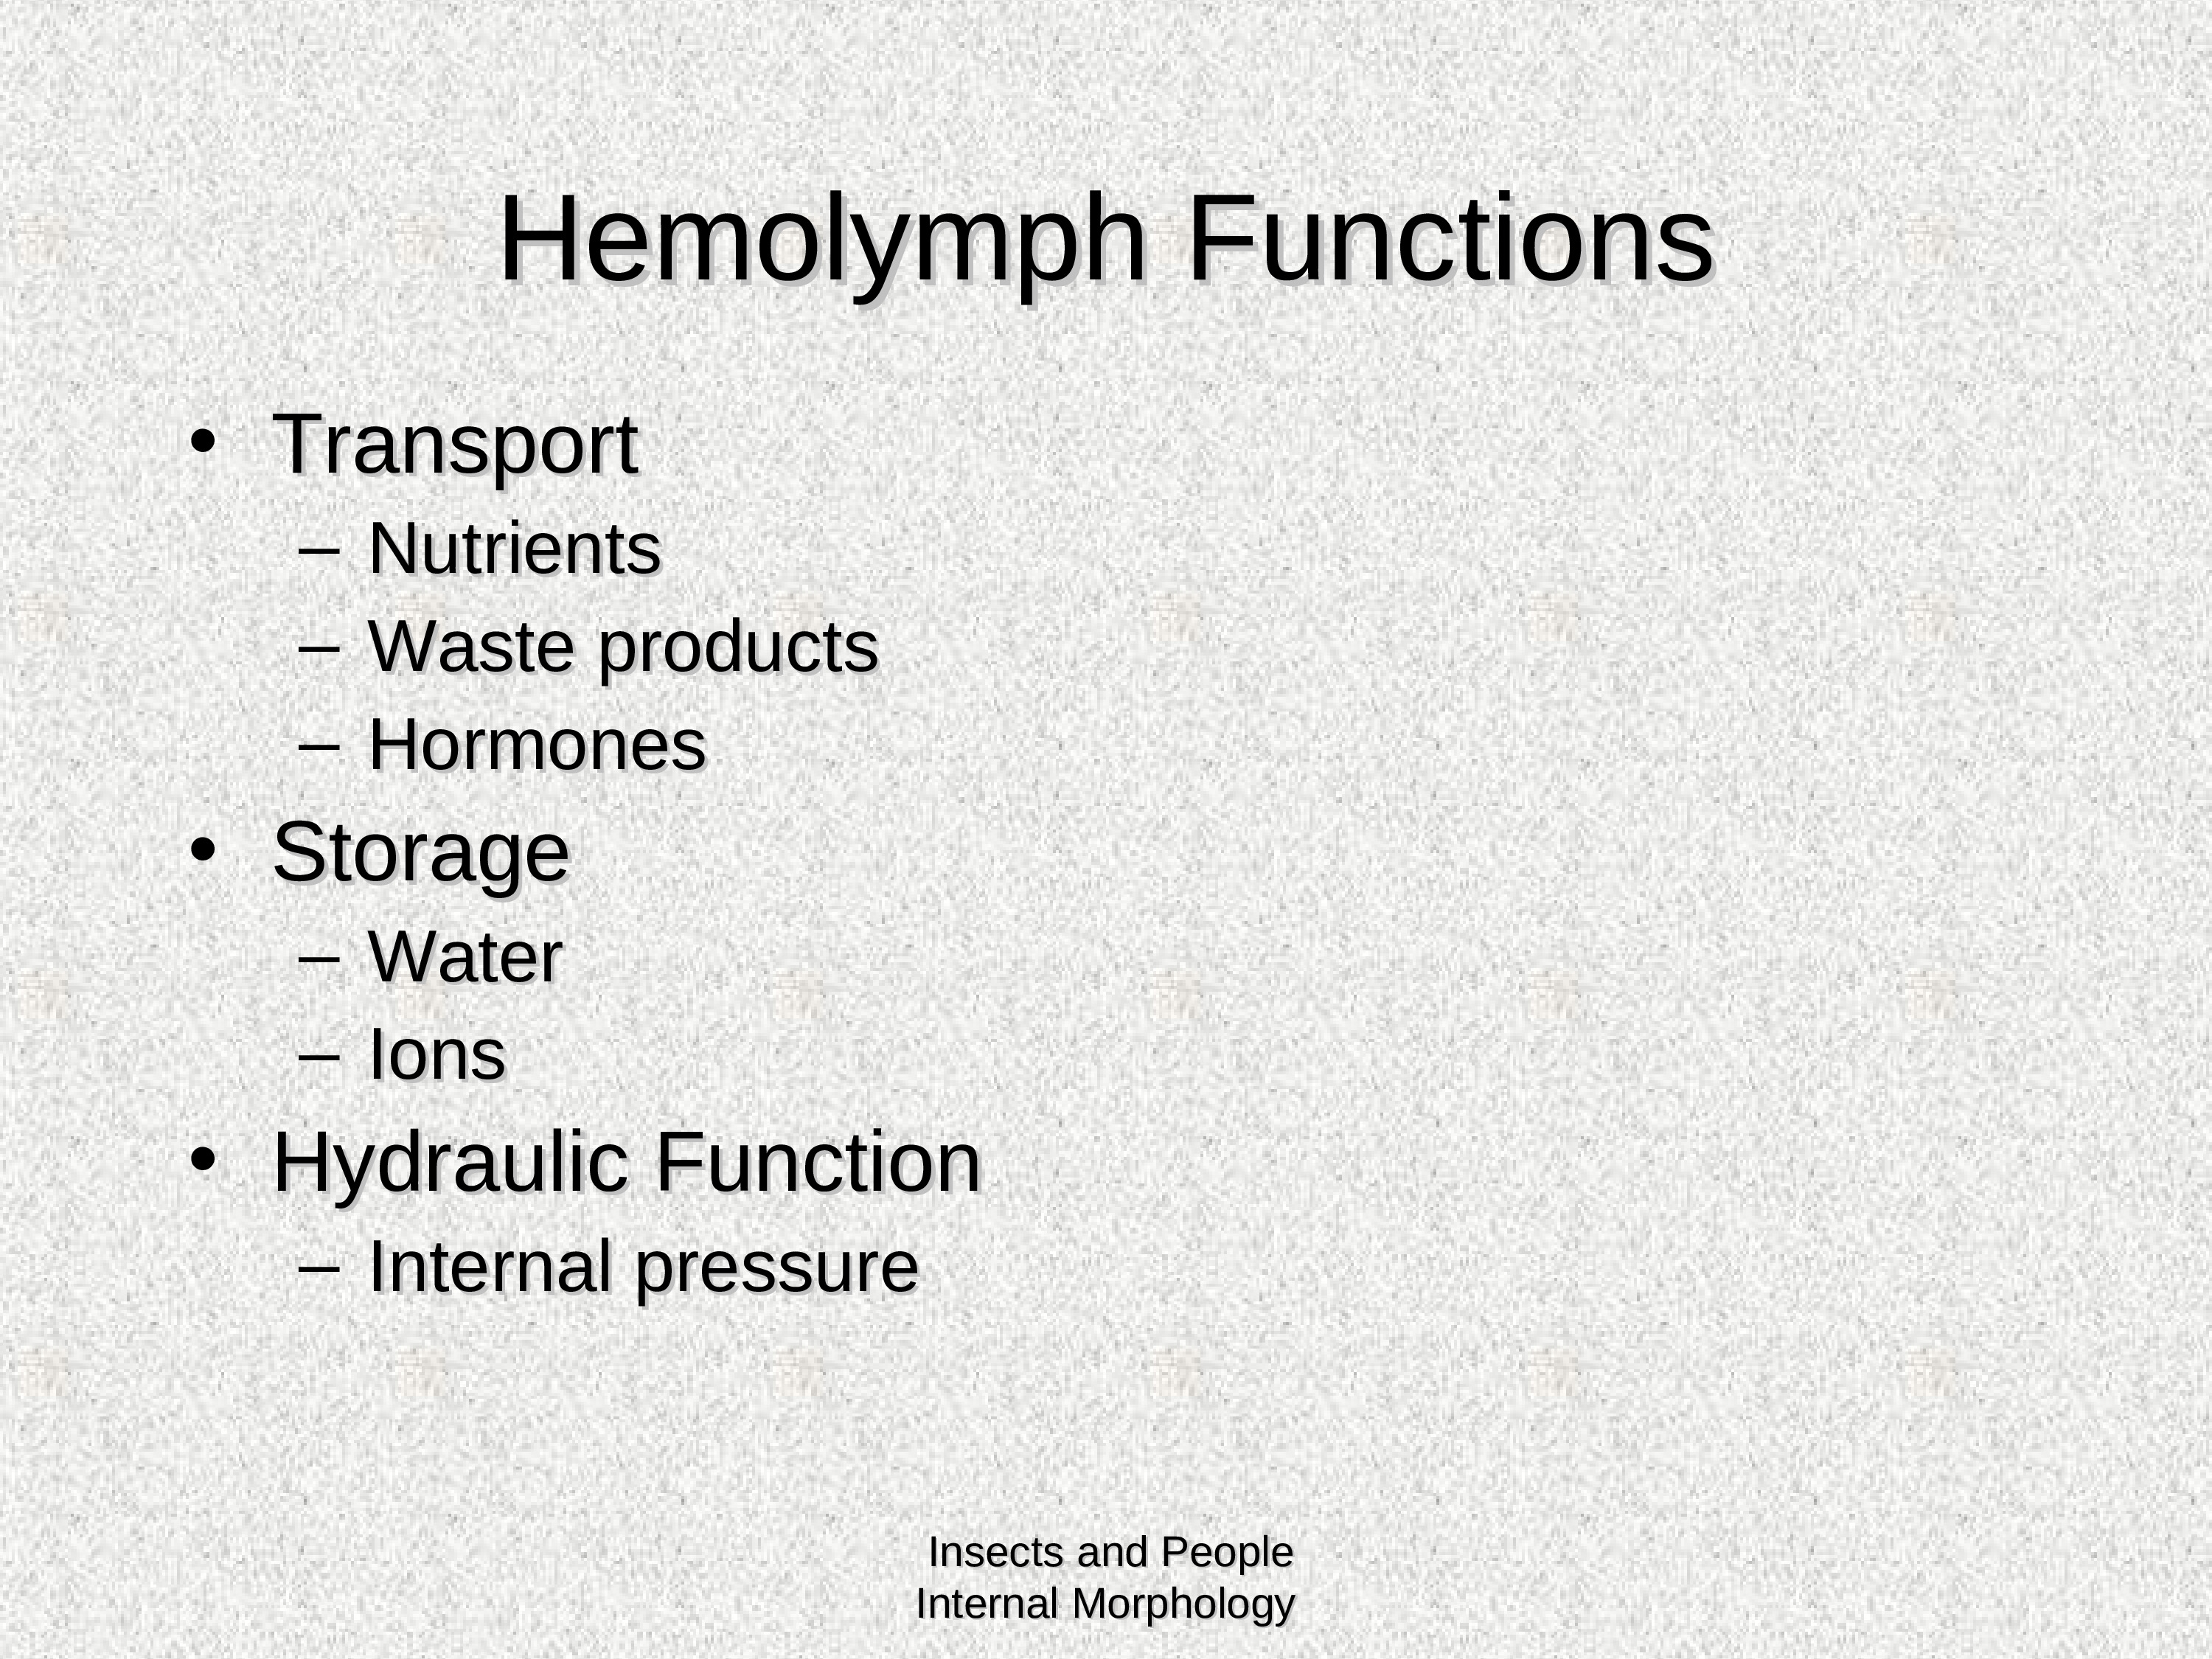 Hemolymph Functions
• Transport
– Nutrients
– Waste products
– Hormones
• Storage
– Water
– Ions
• Hydraulic Function
– Internal pressure
Insects and People
Internal Morphology